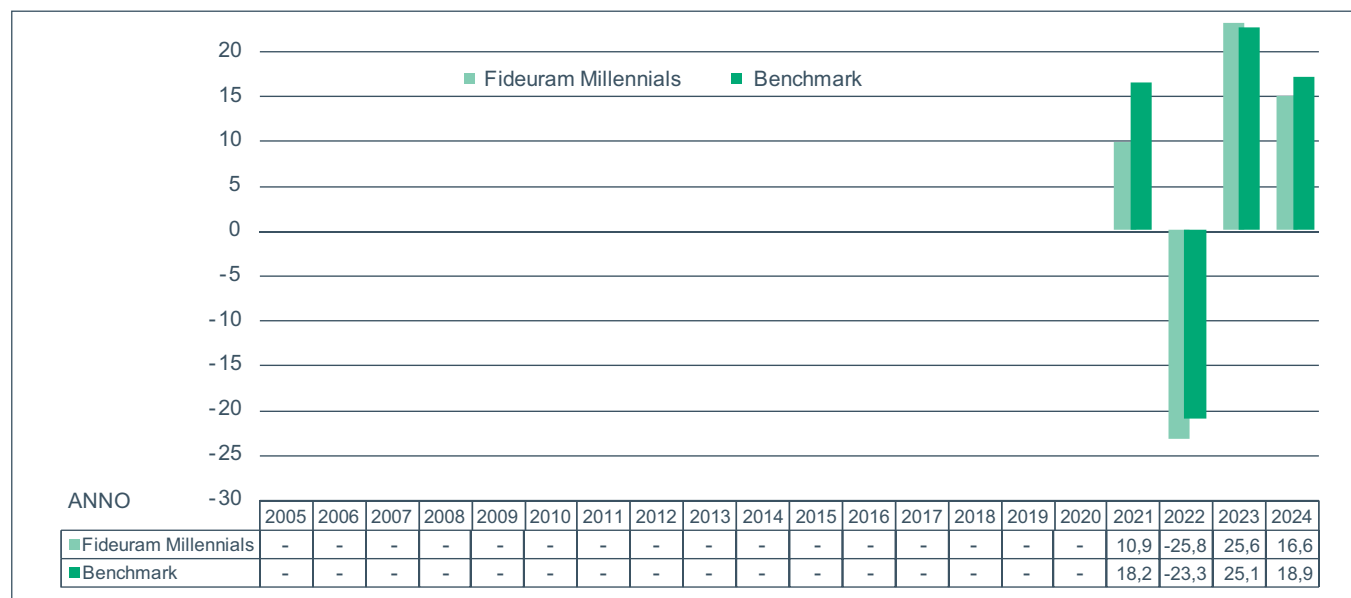 20
Fideuram Millennials Benchmark
15
10
5
0
-5
-10
-15
-20
-25
-30
ANNO 2005 2006 2007 2008 2009 2010 2011 2012 2013 2014 2015 2016 2017 2018 2019 2020 2021 2022 2023 2024
Fideuram Millennials - - - - - - - - - - - - - - - - 10,9 -25,8 25,6 16,6
Benchmark - - - - - - - - - - - - - - - - 18,2 -23,3 25,1 18,9